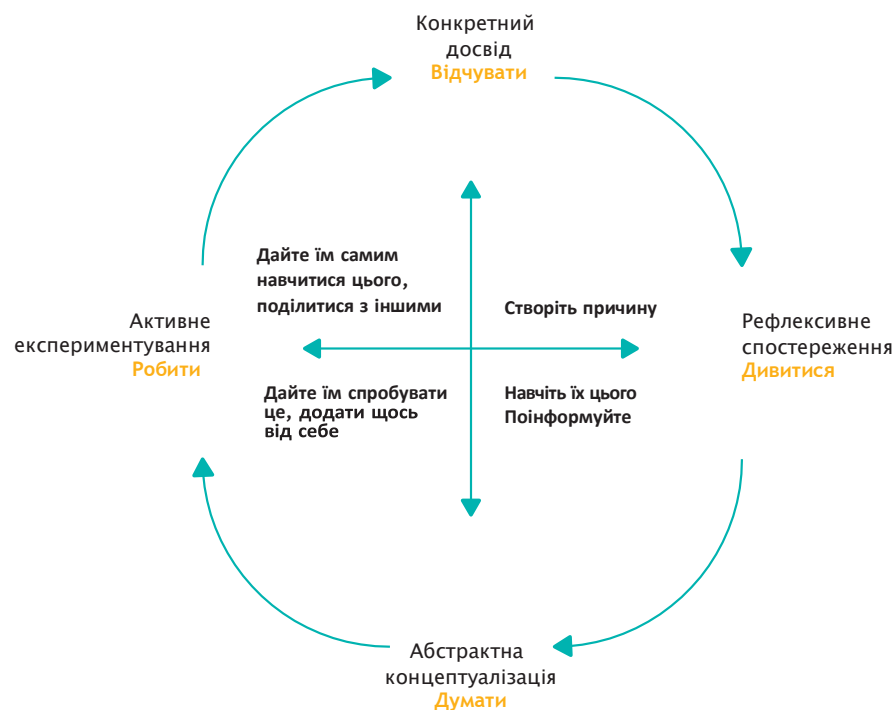 Конкретний
досвід
Відчувати
Дайте їм самим
навчитися цього,
поділитися з іншими
Створіть причину
Активне
експериментування
Робити
Рефлексивне
спостереження
Дивитися
Дайте їм спробувати
це, додати щось
від себе
Навчіть їх цього
Поінформуйте
Абстрактна
концептуалізація
Думати